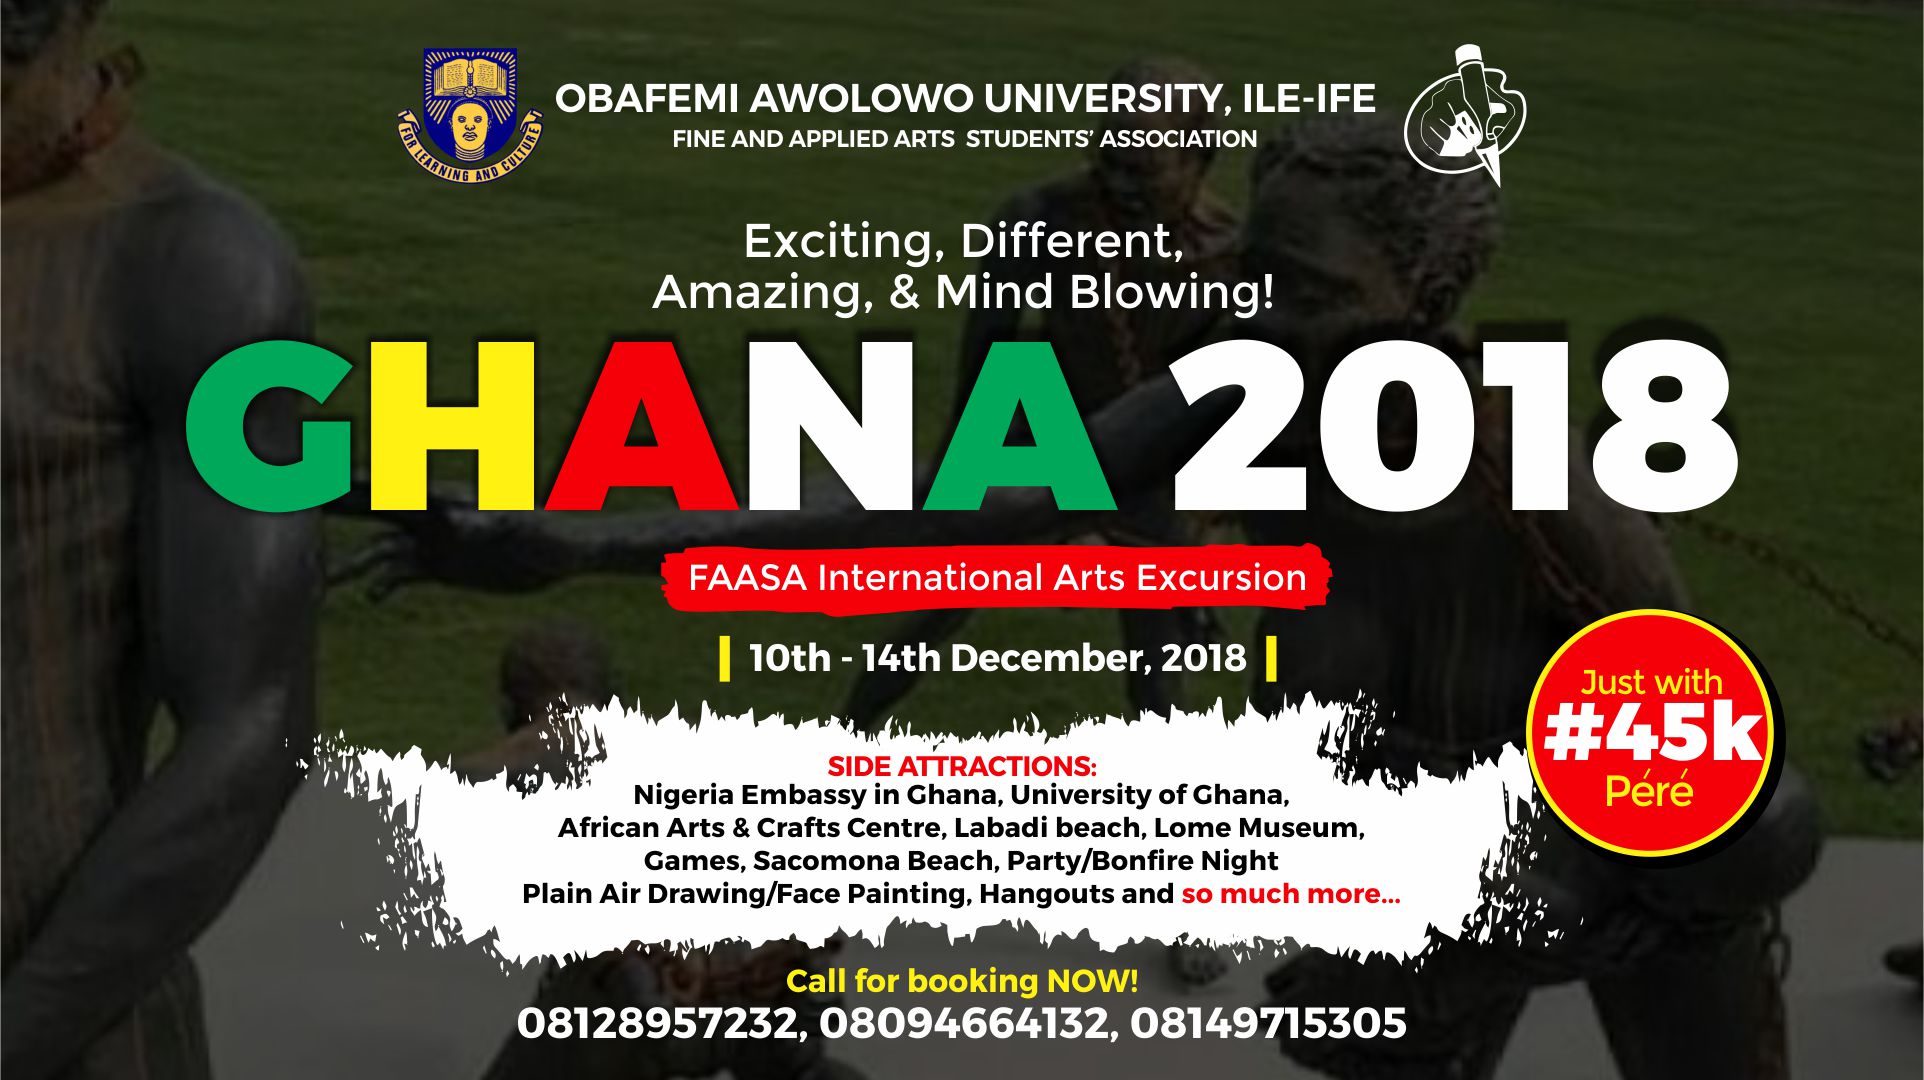 FOR LEARNING AND CULTURE
OBAFEMI AWOLOWO UNIVERSITY, ILE-IFE
FINE AND APPLIED ARTS STUDENTS’ ASSOCIATION
Exciting, Different,
Amazing, & Mind Blowing!
GHANA 2018
FAASA International Arts Excursion
10th - 14th December, 2018
Just with
#45k
Péré
SIDE ATTRACTIONS:
Nigeria Embassy in Ghana, University of Ghana,
African Arts & Crafts Centre, Labadi beach, Lome Museum,
Games, Sacomona Beach, Party/Bonfire Night
Plain Air Drawing/Face Painting, Hangouts and so much more...
Call for booking NOW!
08128957232, 08094664132, 08149715305